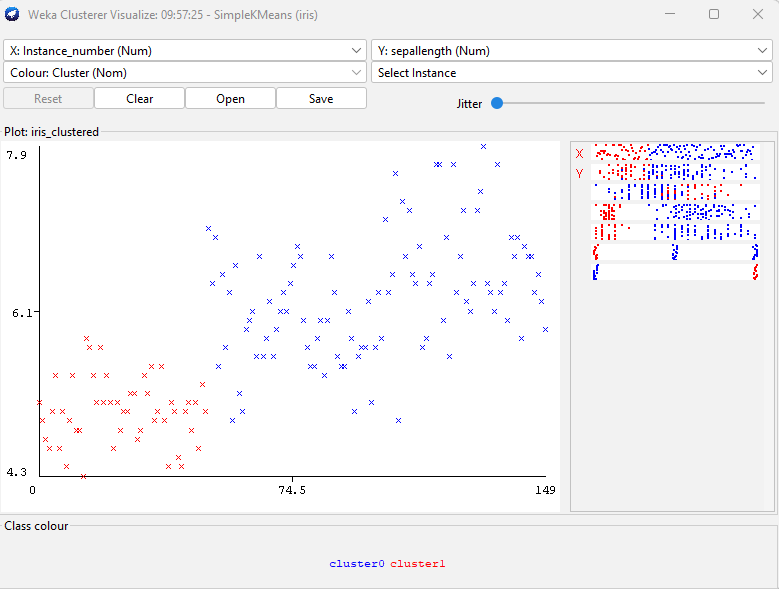 Weka Clusterer Visualize: 09:57:25 - SimpleKMeans (iris)
X: Instance_number (Num) Y: sepallength (Num)
Colour: Cluster (Nom) Select Instance
Reset Clear Open Save Jitter
Plot: iris_clustered
7.9
6.1
4.3
0 74.5 149
X
Y
Class colour
cluster0 cluster1